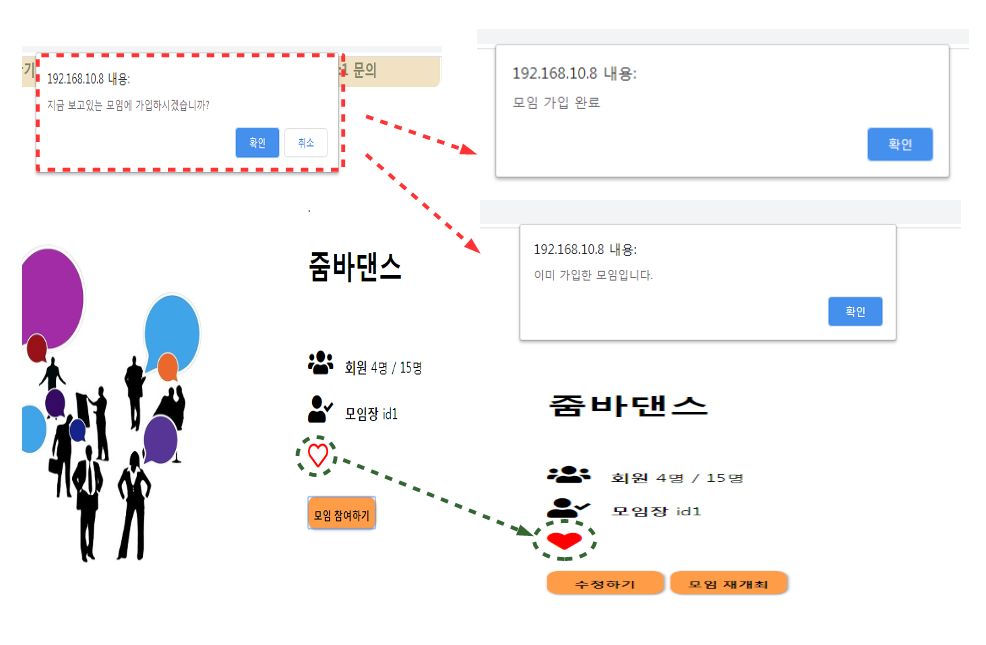 기
1 문의
192.168.10.8 내용:
지금 보고있는 모임에 가입하시겠습니까?
확인
취소
192.168.10.8 내용:
모임 가입 완료
확인
192.168.10.8 내용:
이미 가입한 모임입니다.
확인
줌바댄스
회원 4명 / 15명
모임장 id1
모임 참여하기
줌바댄스
회원 4명 / 15명
모임장 id1
수정하기
모임 재개최